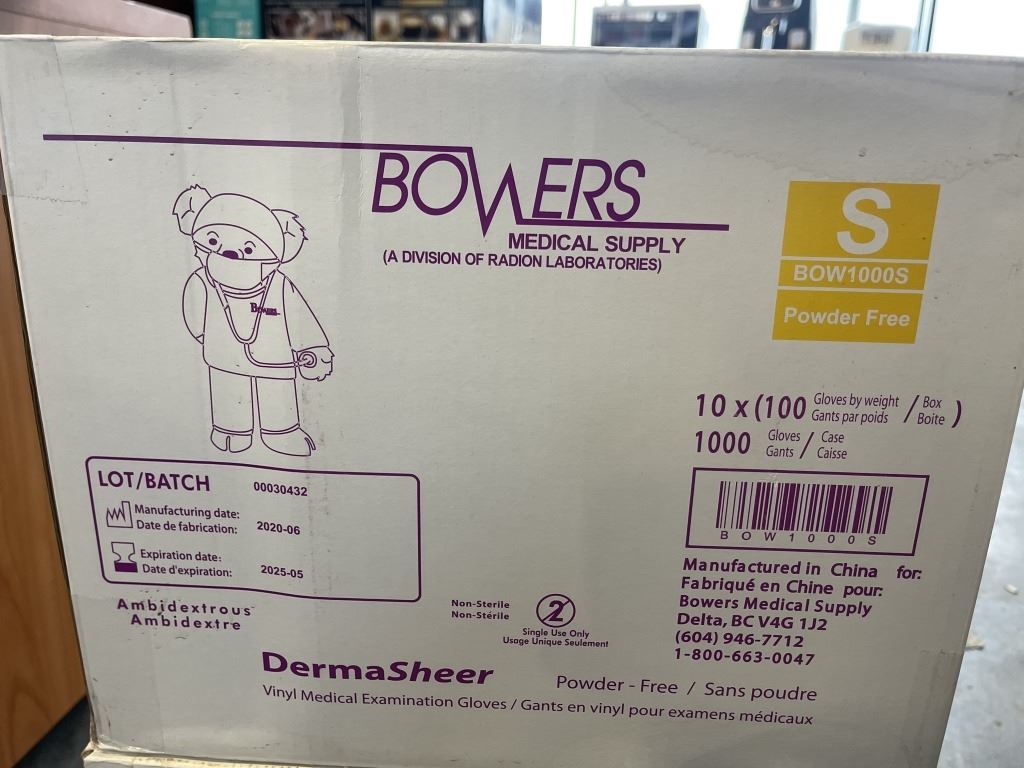 BOWERS
MEDICAL SUPPLY
(A DIVISION OF RADION LABORATORIES)
S
BOW1000S
Powder Free
Bowers
10 x (100 Gloves by weight / Box )
Gants par poids Boite
1000 Gloves / Case
Gants Caisse
LOT/BATCH 00030432
Manufacturing date:
Date de fabrication: 2020-06
Expiration date:
Date d'expiration: 2025-05
BOW1000S
Manufactured in China for:
Fabriqué en Chine pour:
Bowers Medical Supply
Delta, BC V4G 1J2
(604) 946-7712
1-800-663-0047
Ambidextrous
Ambidextre
Non-Sterile
Non-Stérile
2
Single Use Only
Usage Unique Seulement
DermaSheer
Powder - Free / Sans poudre
Vinyl Medical Examination Gloves / Gants en vinyl pour examens médicaux